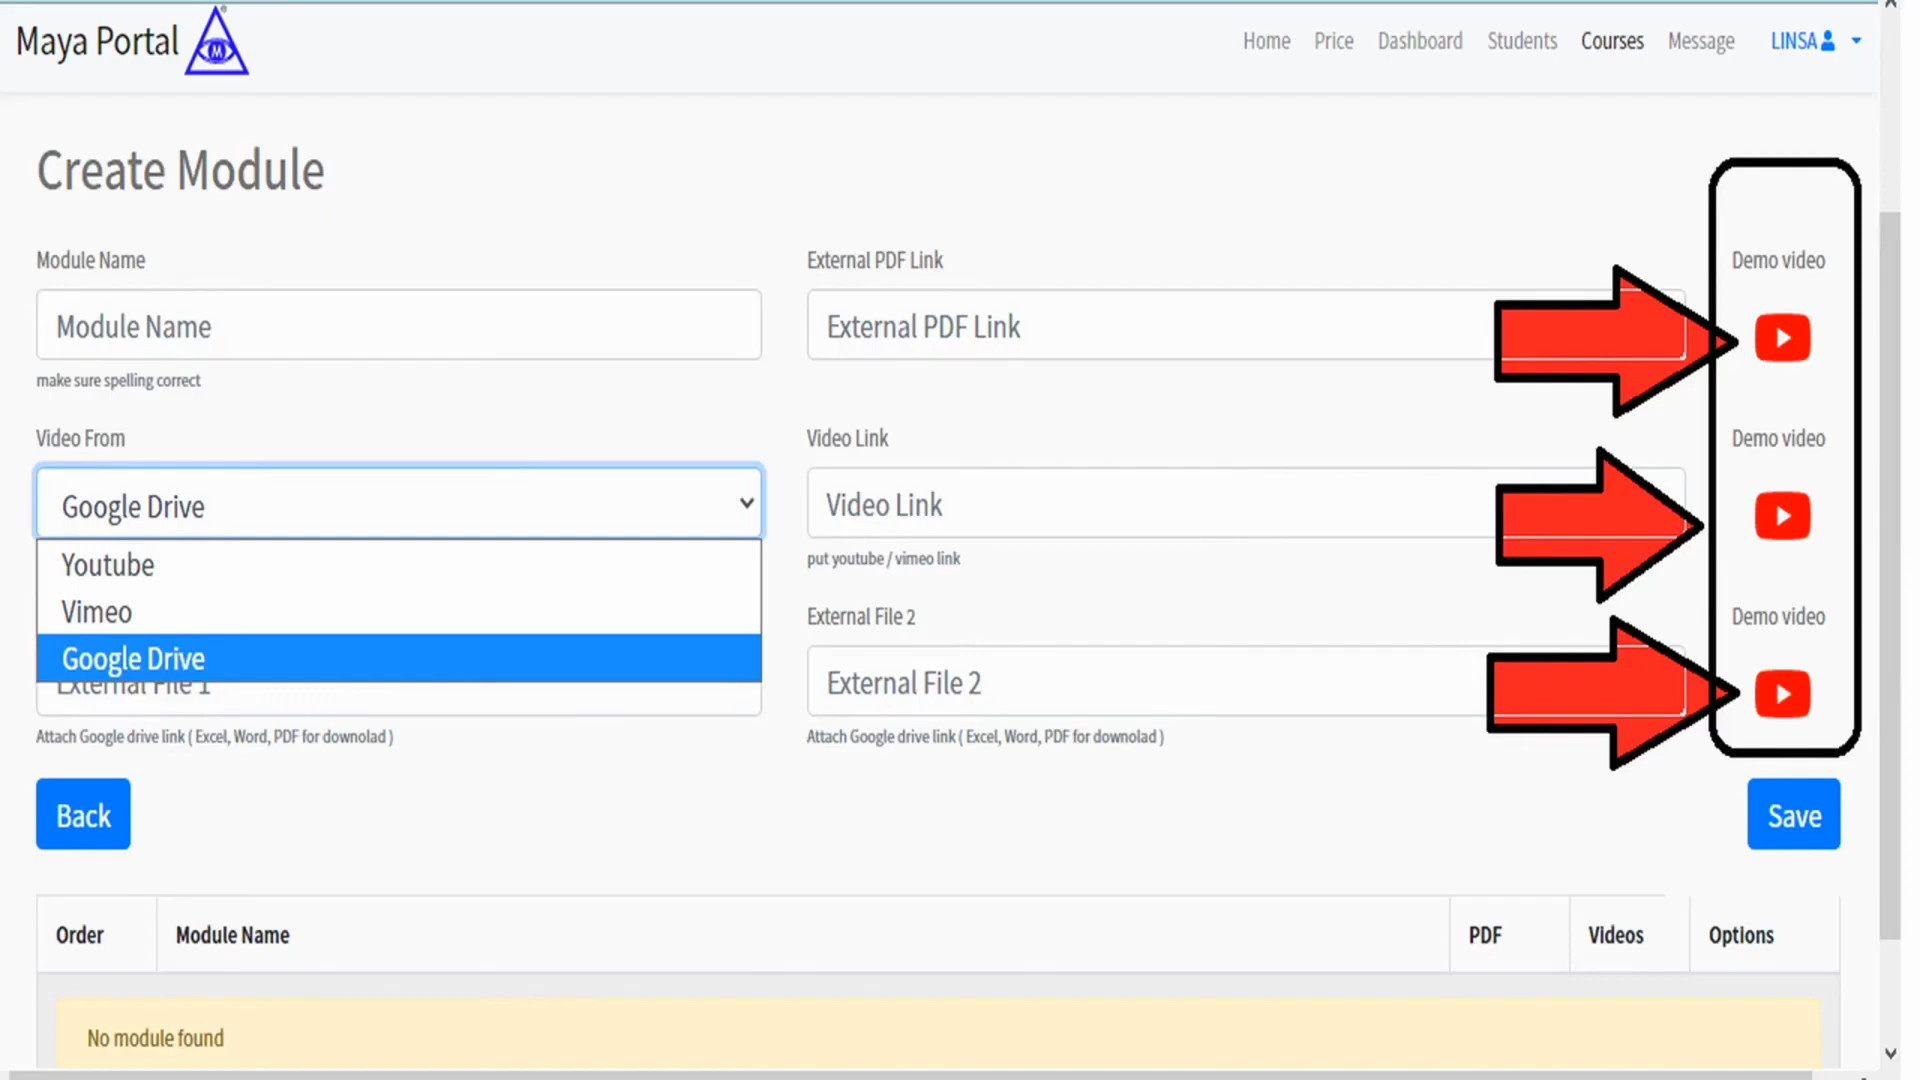 Maya Portal
M
Home Price Dashboard Students Courses Message LINSA
Create Module
Module Name External PDF Link Demo video
Module Name External PDF Link
make sure spelling correct
Video From Video Link Demo video
Google Drive Video Link
Youtube put youtube / vimeo link
Vimeo External File 2 Demo video
Google Drive
External File 1 External File 2
Attach Google drive link ( Excel, Word, PDF for downolad ) Attach Google drive link ( Excel, Word, PDF for downolad )
Back Save
Order Module Name PDF Videos Options
No module found